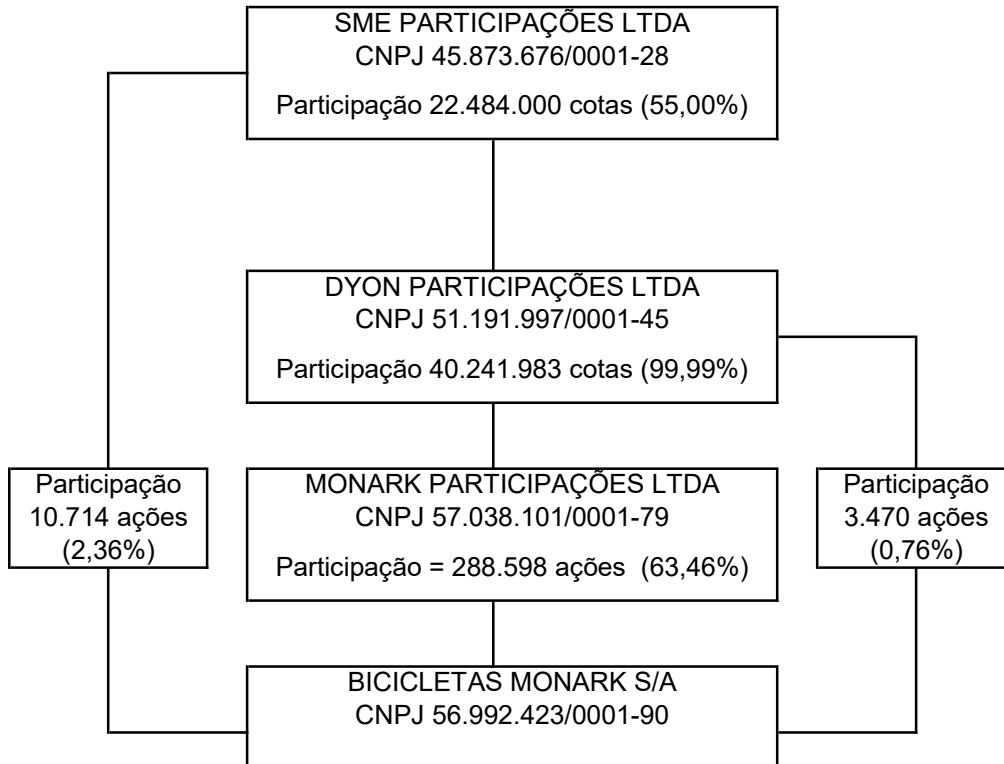 SME PARTICIPAÇÕES LTDA
CNPJ 45.873.676/0001-28
Participação 22.484.000 cotas (55,00%)
DYON PARTICIPAÇÕES LTDA
CNPJ 51.191.997/0001-45
Participação 40.241.983 cotas (99,99%)
Participação
10.714 ações
(2,36%)
MONARK PARTICIPAÇÕES LTDA
CNPJ 57.038.101/0001-79
Participação = 288.598 ações (63,46%)
Participação
3.470 ações
(0,76%)
BICICLETAS MONARK S/A
CNPJ 56.992.423/0001-90